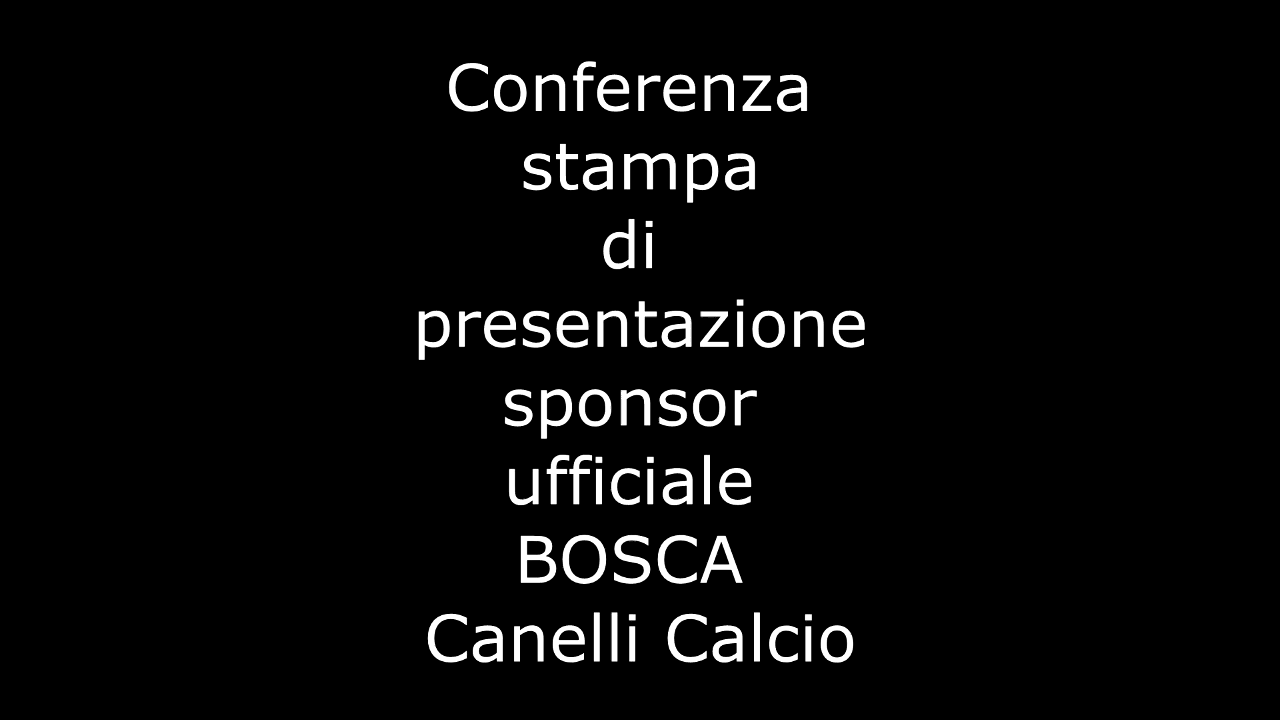 Conferenza
stampa
di
presentazione
sponsor
ufficiale
BOSCA
Canelli Calcio